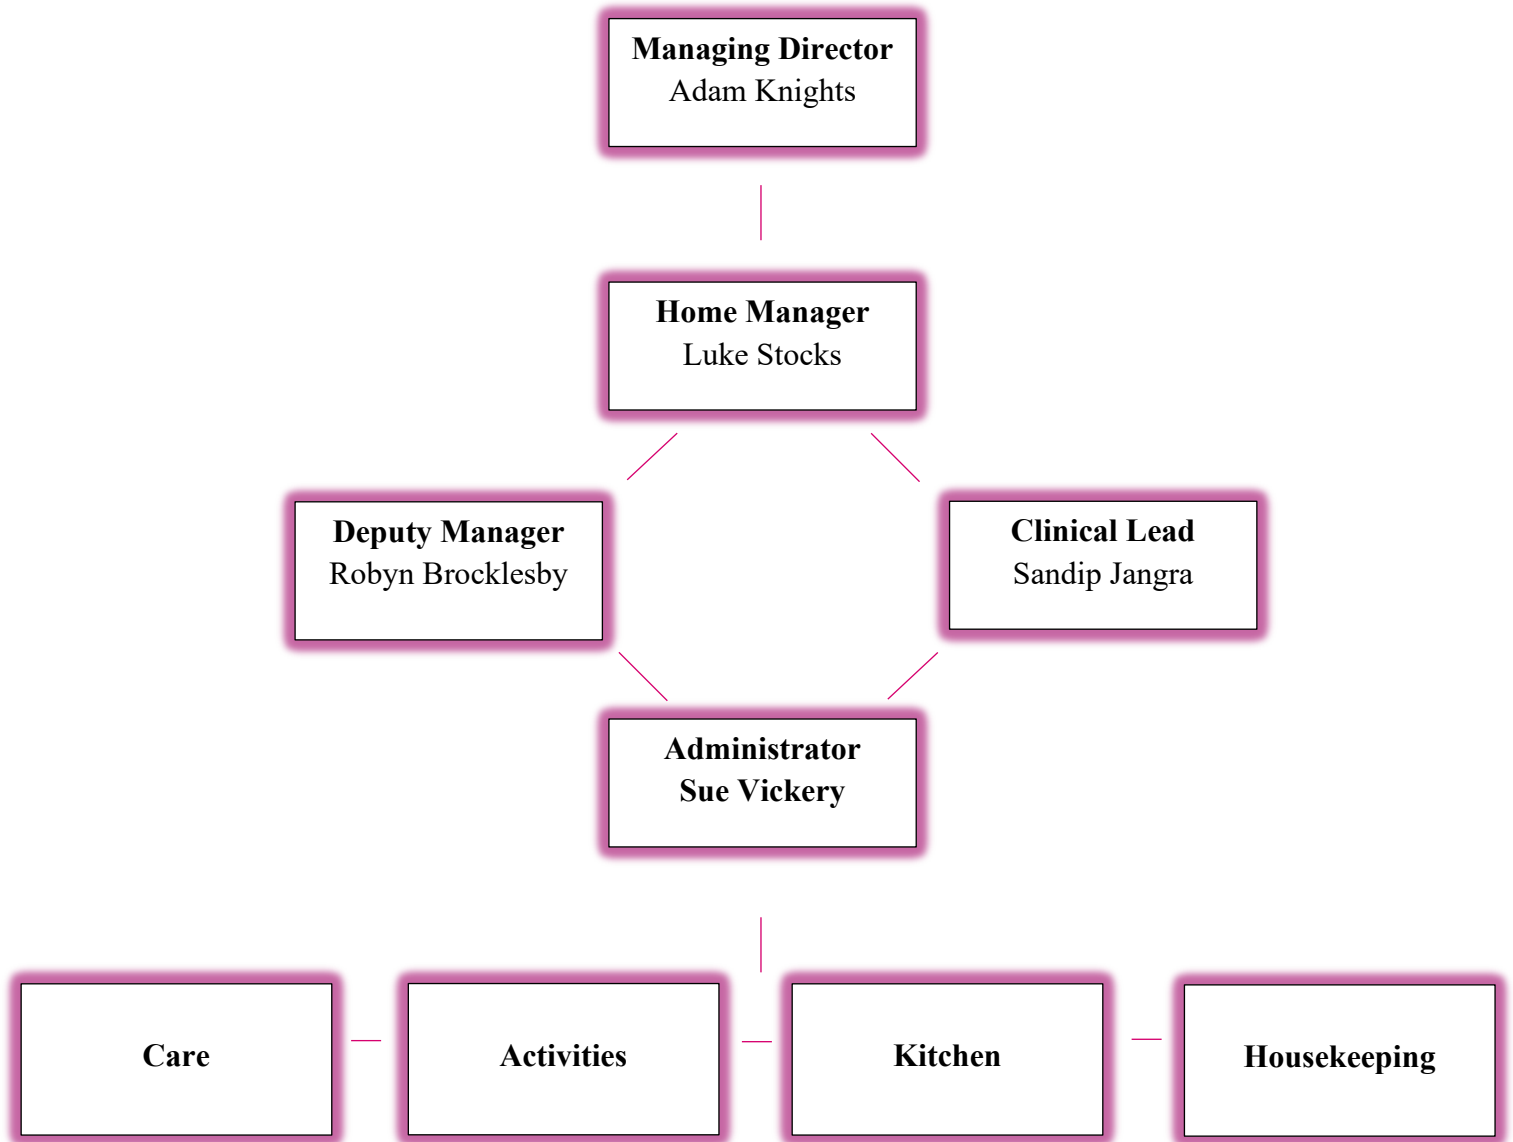 Managing Director
Adam Knights
Home Manager
Luke Stocks
Deputy Manager
Robyn Brocklesby
Clinical Lead
Sandip Jangra
Administrator
Sue Vickery
Care
Activities
Kitchen
Housekeeping